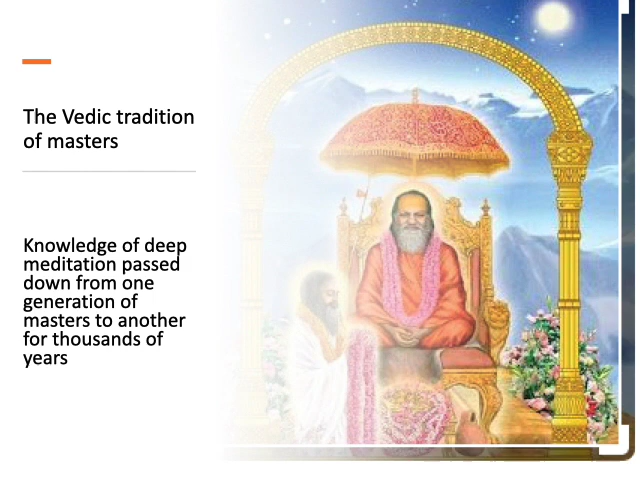 The Vedic tradition
of masters
Knowledge of deep
meditation passed
down from one
generation of
masters to another
for thousands of
years